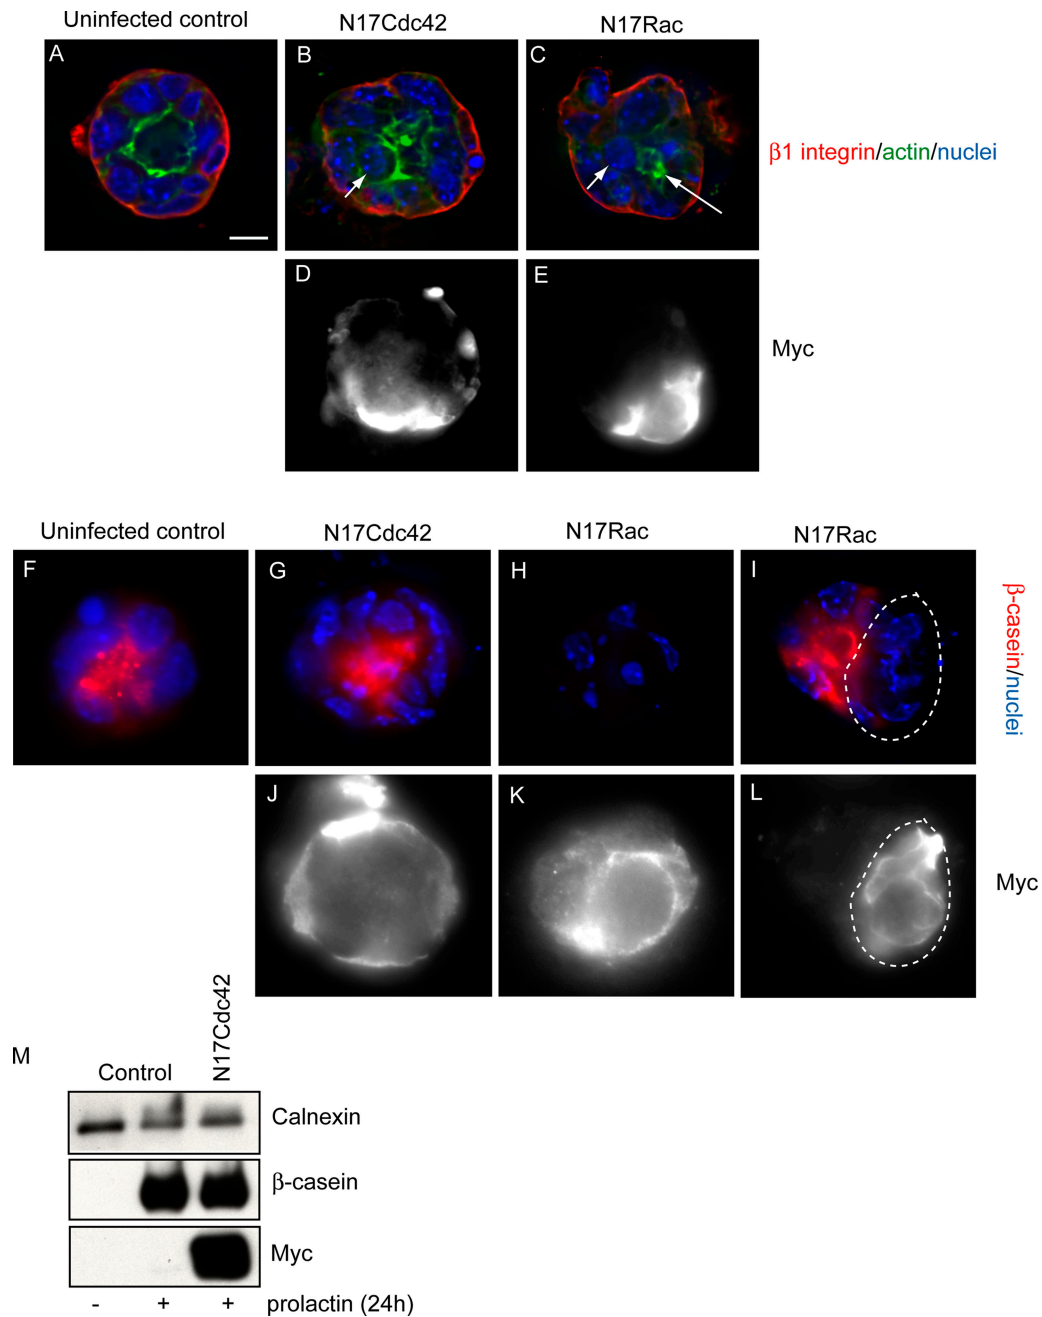 Uninfected control N17Cdc42 N17Rac
A B C
β1 integrin/actin/nuclei
D E
Myc
Uninfected control N17Cdc42 N17Rac N17Rac
F G H I
β-casein/nuclei
J K L
Myc
M
Control N17Cdc42
Calnexin
β-casein
Myc
- + + prolactin (24h)